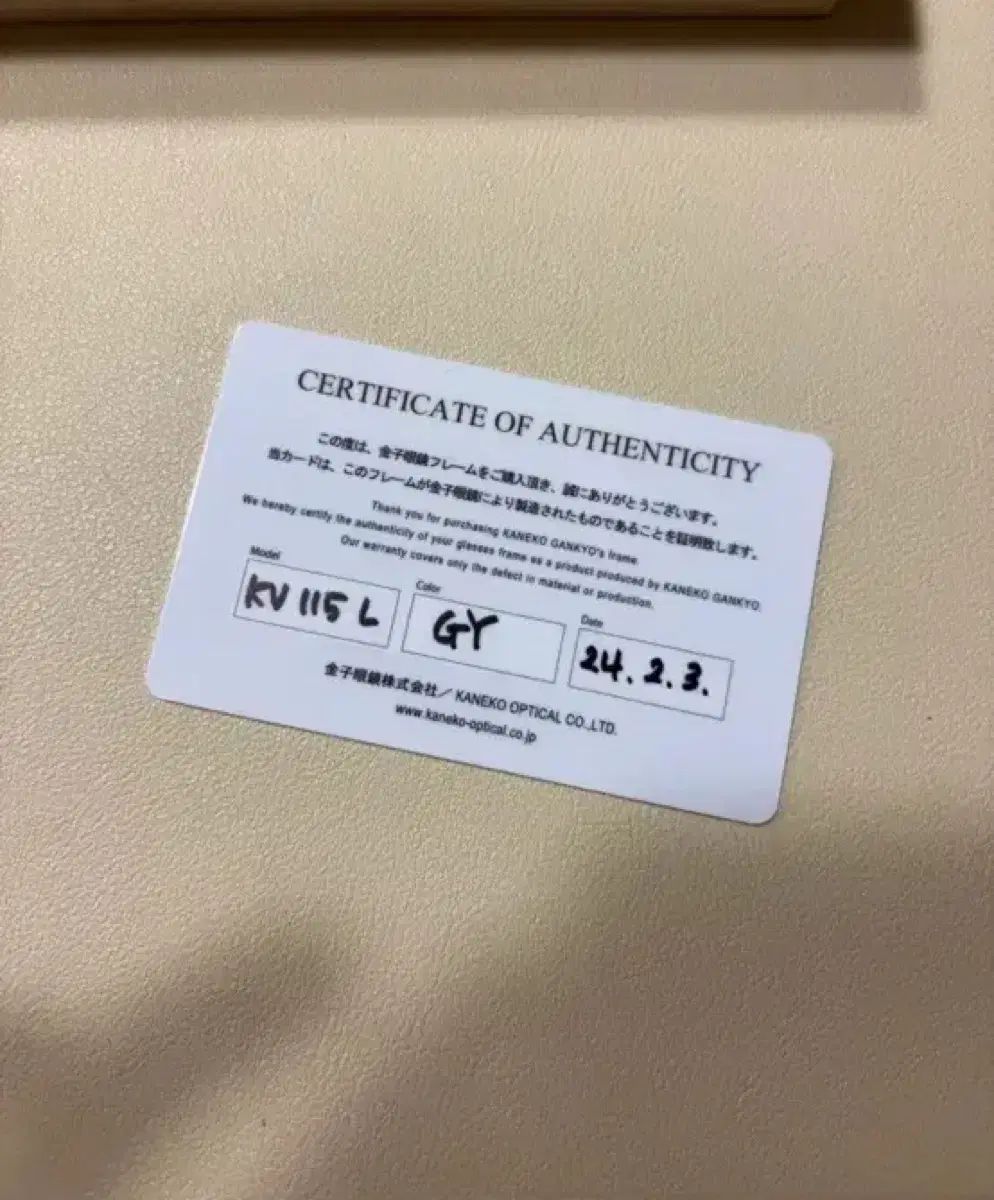 CERTIFICATE OF AUTHENTICITY
この度は、金子眼鏡フレームをご購入頂き、誠にありがとうございます。
当カードは、このフレームが金子眼鏡により製造されたものであることを証明致します。
Thank you for purchasing KANEKO GANKYO's frame.
We hereby certify the authenticity of your glasses frame as a product produced by KANEKO GANKYO.
Our warranty covers only the defect in material or production.
Model Color Date
KV 115 L GY 24.2.3.
金子眼鏡株式会社／KANEKO OPTICAL CO.,LTD.
www.kaneko-optical.co.jp